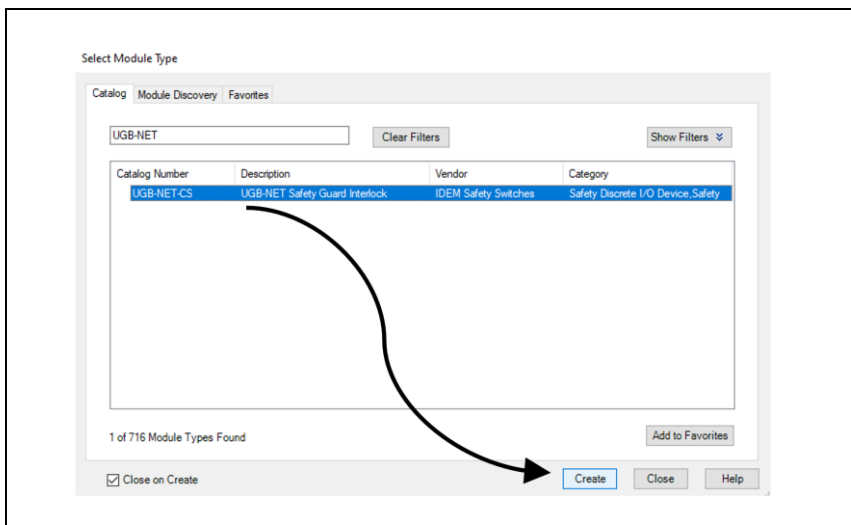 Select Module Type
Catalog Module Discovery Favorites
UGB-NET Clear Filters Show Filters
Catalog Number Description Vendor Category
UGB-NET-CS UGB-NET Safety Guard Interlock IDEM Safety Switches Safety Discrete I/O Device,Safety
1 of 716 Module Types Found Add to Favorites
Close on Create Create Close Help